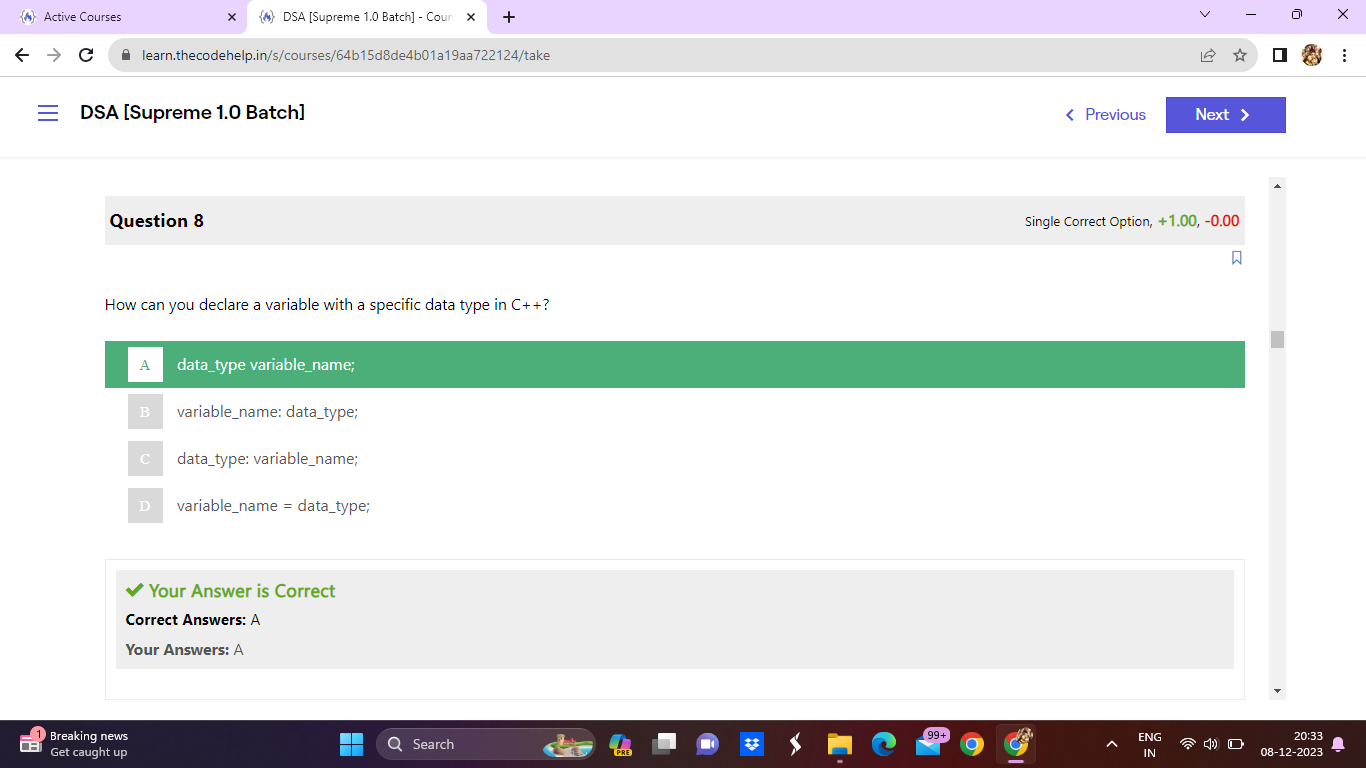 Active Courses
DSA [Supreme 1.0 Batch] - Cour
learn.thecodehelp.in/s/courses/64b15d8de4b01a19aa722124/take
DSA [Supreme 1.0 Batch]
Previous
Next
Question 8
Single Correct Option, +1.00, -0.00
How can you declare a variable with a specific data type in C++?
A data_type variable_name;
B variable_name: data_type;
C data_type: variable_name;
D variable_name = data_type;
Your Answer is Correct
Correct Answers: A
Your Answers: A
1
Breaking news
Get caught up
Search
PRE
99+
ENG
IN
20:33
08-12-2023